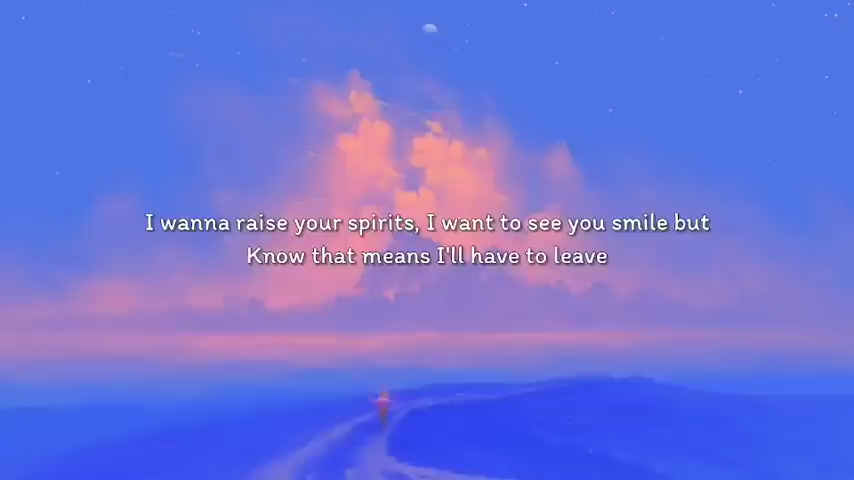 I wanna raise your spirits, I want to see you smile but
Know that means I'll have to leave